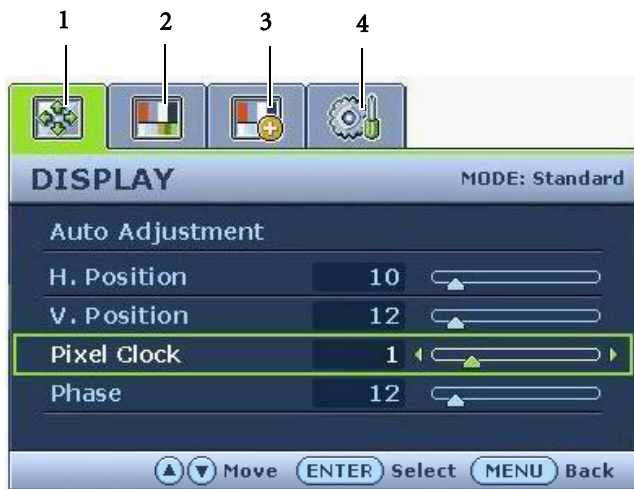 1 2 3 4
DISPLAY MODE: Standard
Auto Adjustment
H. Position 10
V. Position 12
Pixel Clock 1
Phase 12
Move ENTER Select MENU Back